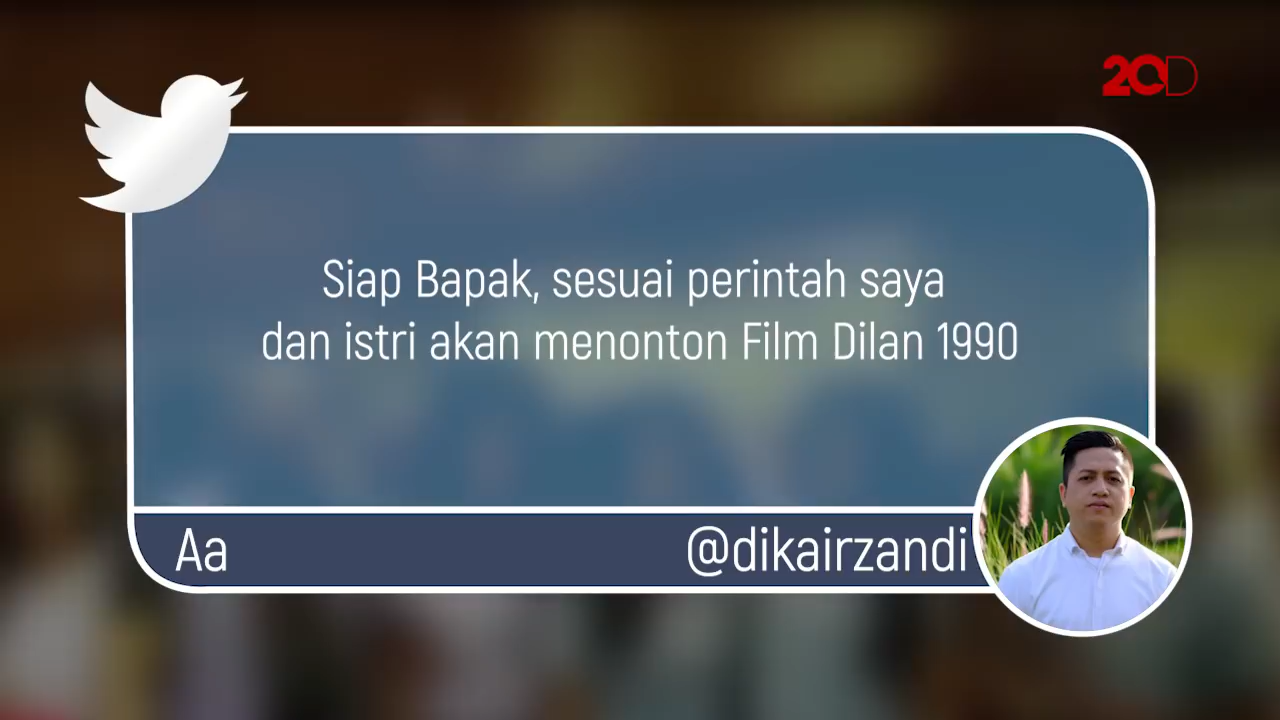 20D
Siap Bapak, sesuai perintah saya
dan istri akan menonton Film Dilan 1990
Aa
@dikairzandi